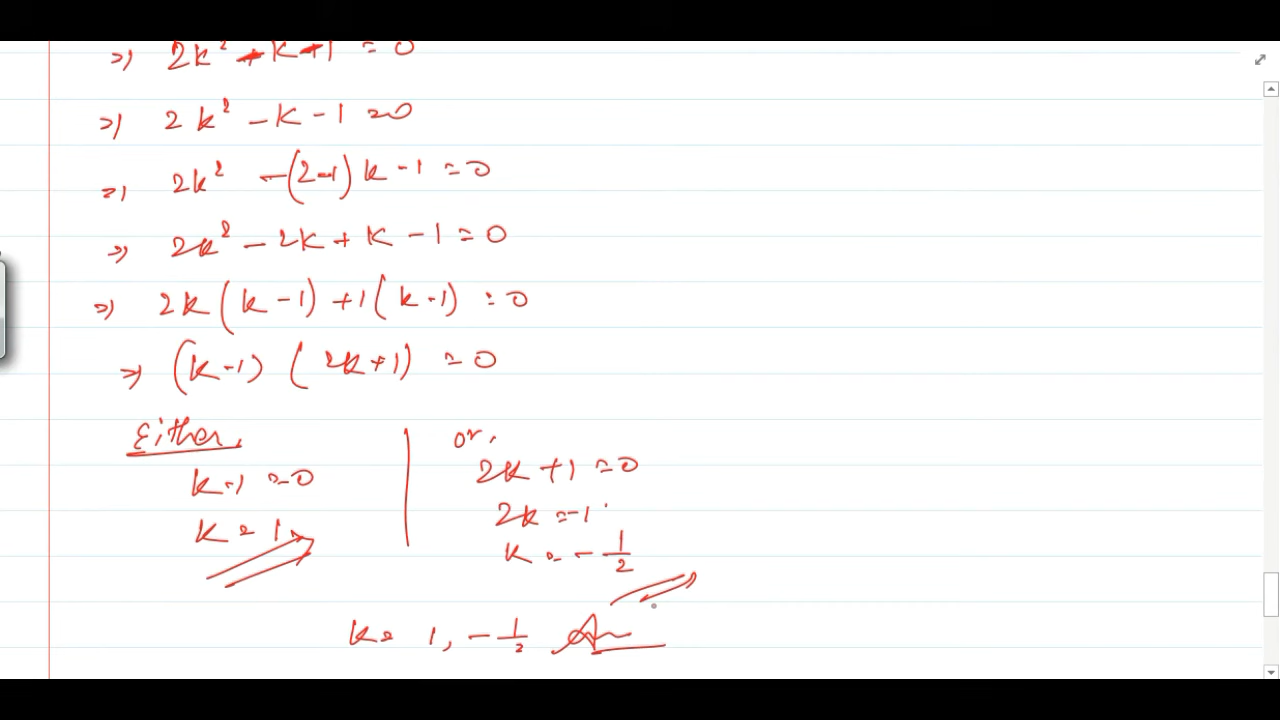 => 2k² + k + 1 = 0
=> 2k² - k - 1 = 0
=> 2k² - (2-1) k - 1 = 0
=> 2k² - 2k + k - 1 = 0
=> 2k (k - 1) + 1 (k - 1) = 0
=> (k - 1) (2k + 1) = 0
Either,
k - 1 = 0
k = 1
or,
2k + 1 = 0
2k = -1
k = - 1/2
k = 1, - 1/2 Ans